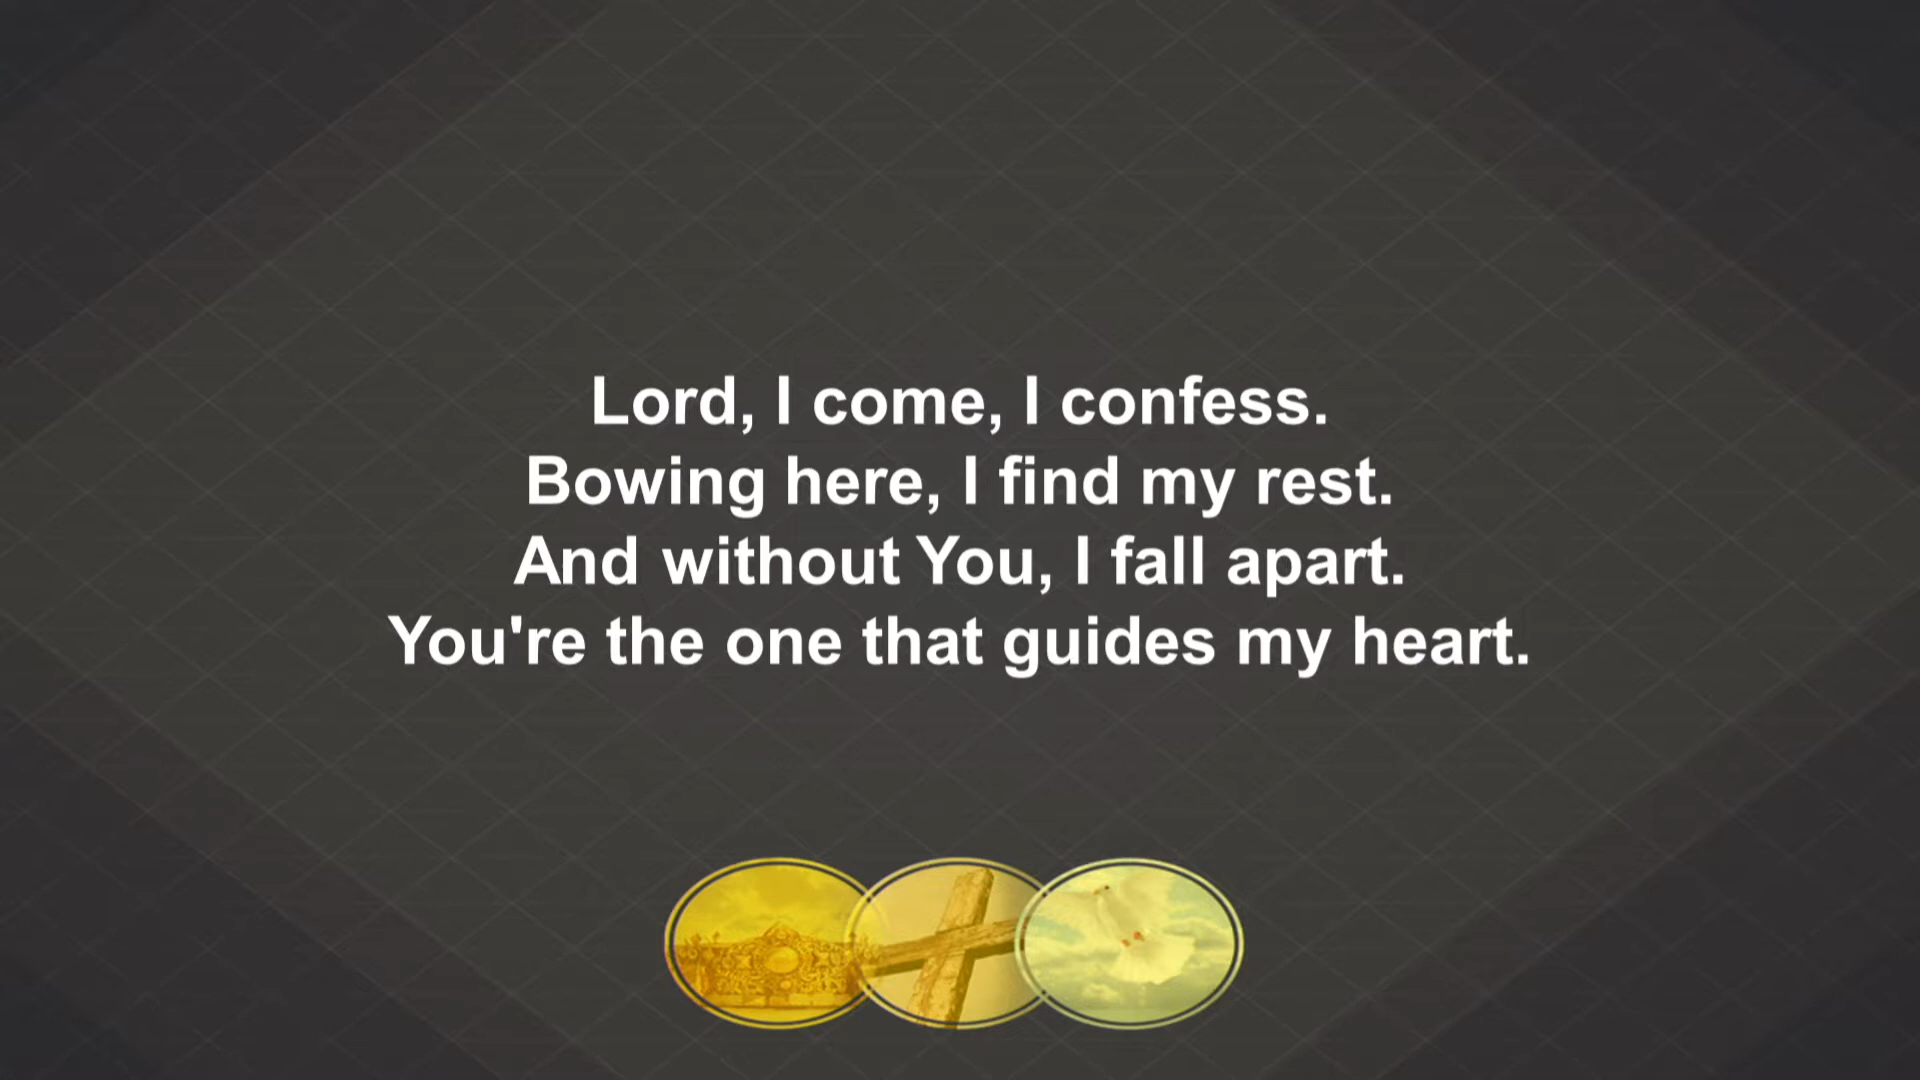 Lord, I come, I confess.
Bowing here, I find my rest.
And without You, I fall apart.
You're the one that guides my heart.